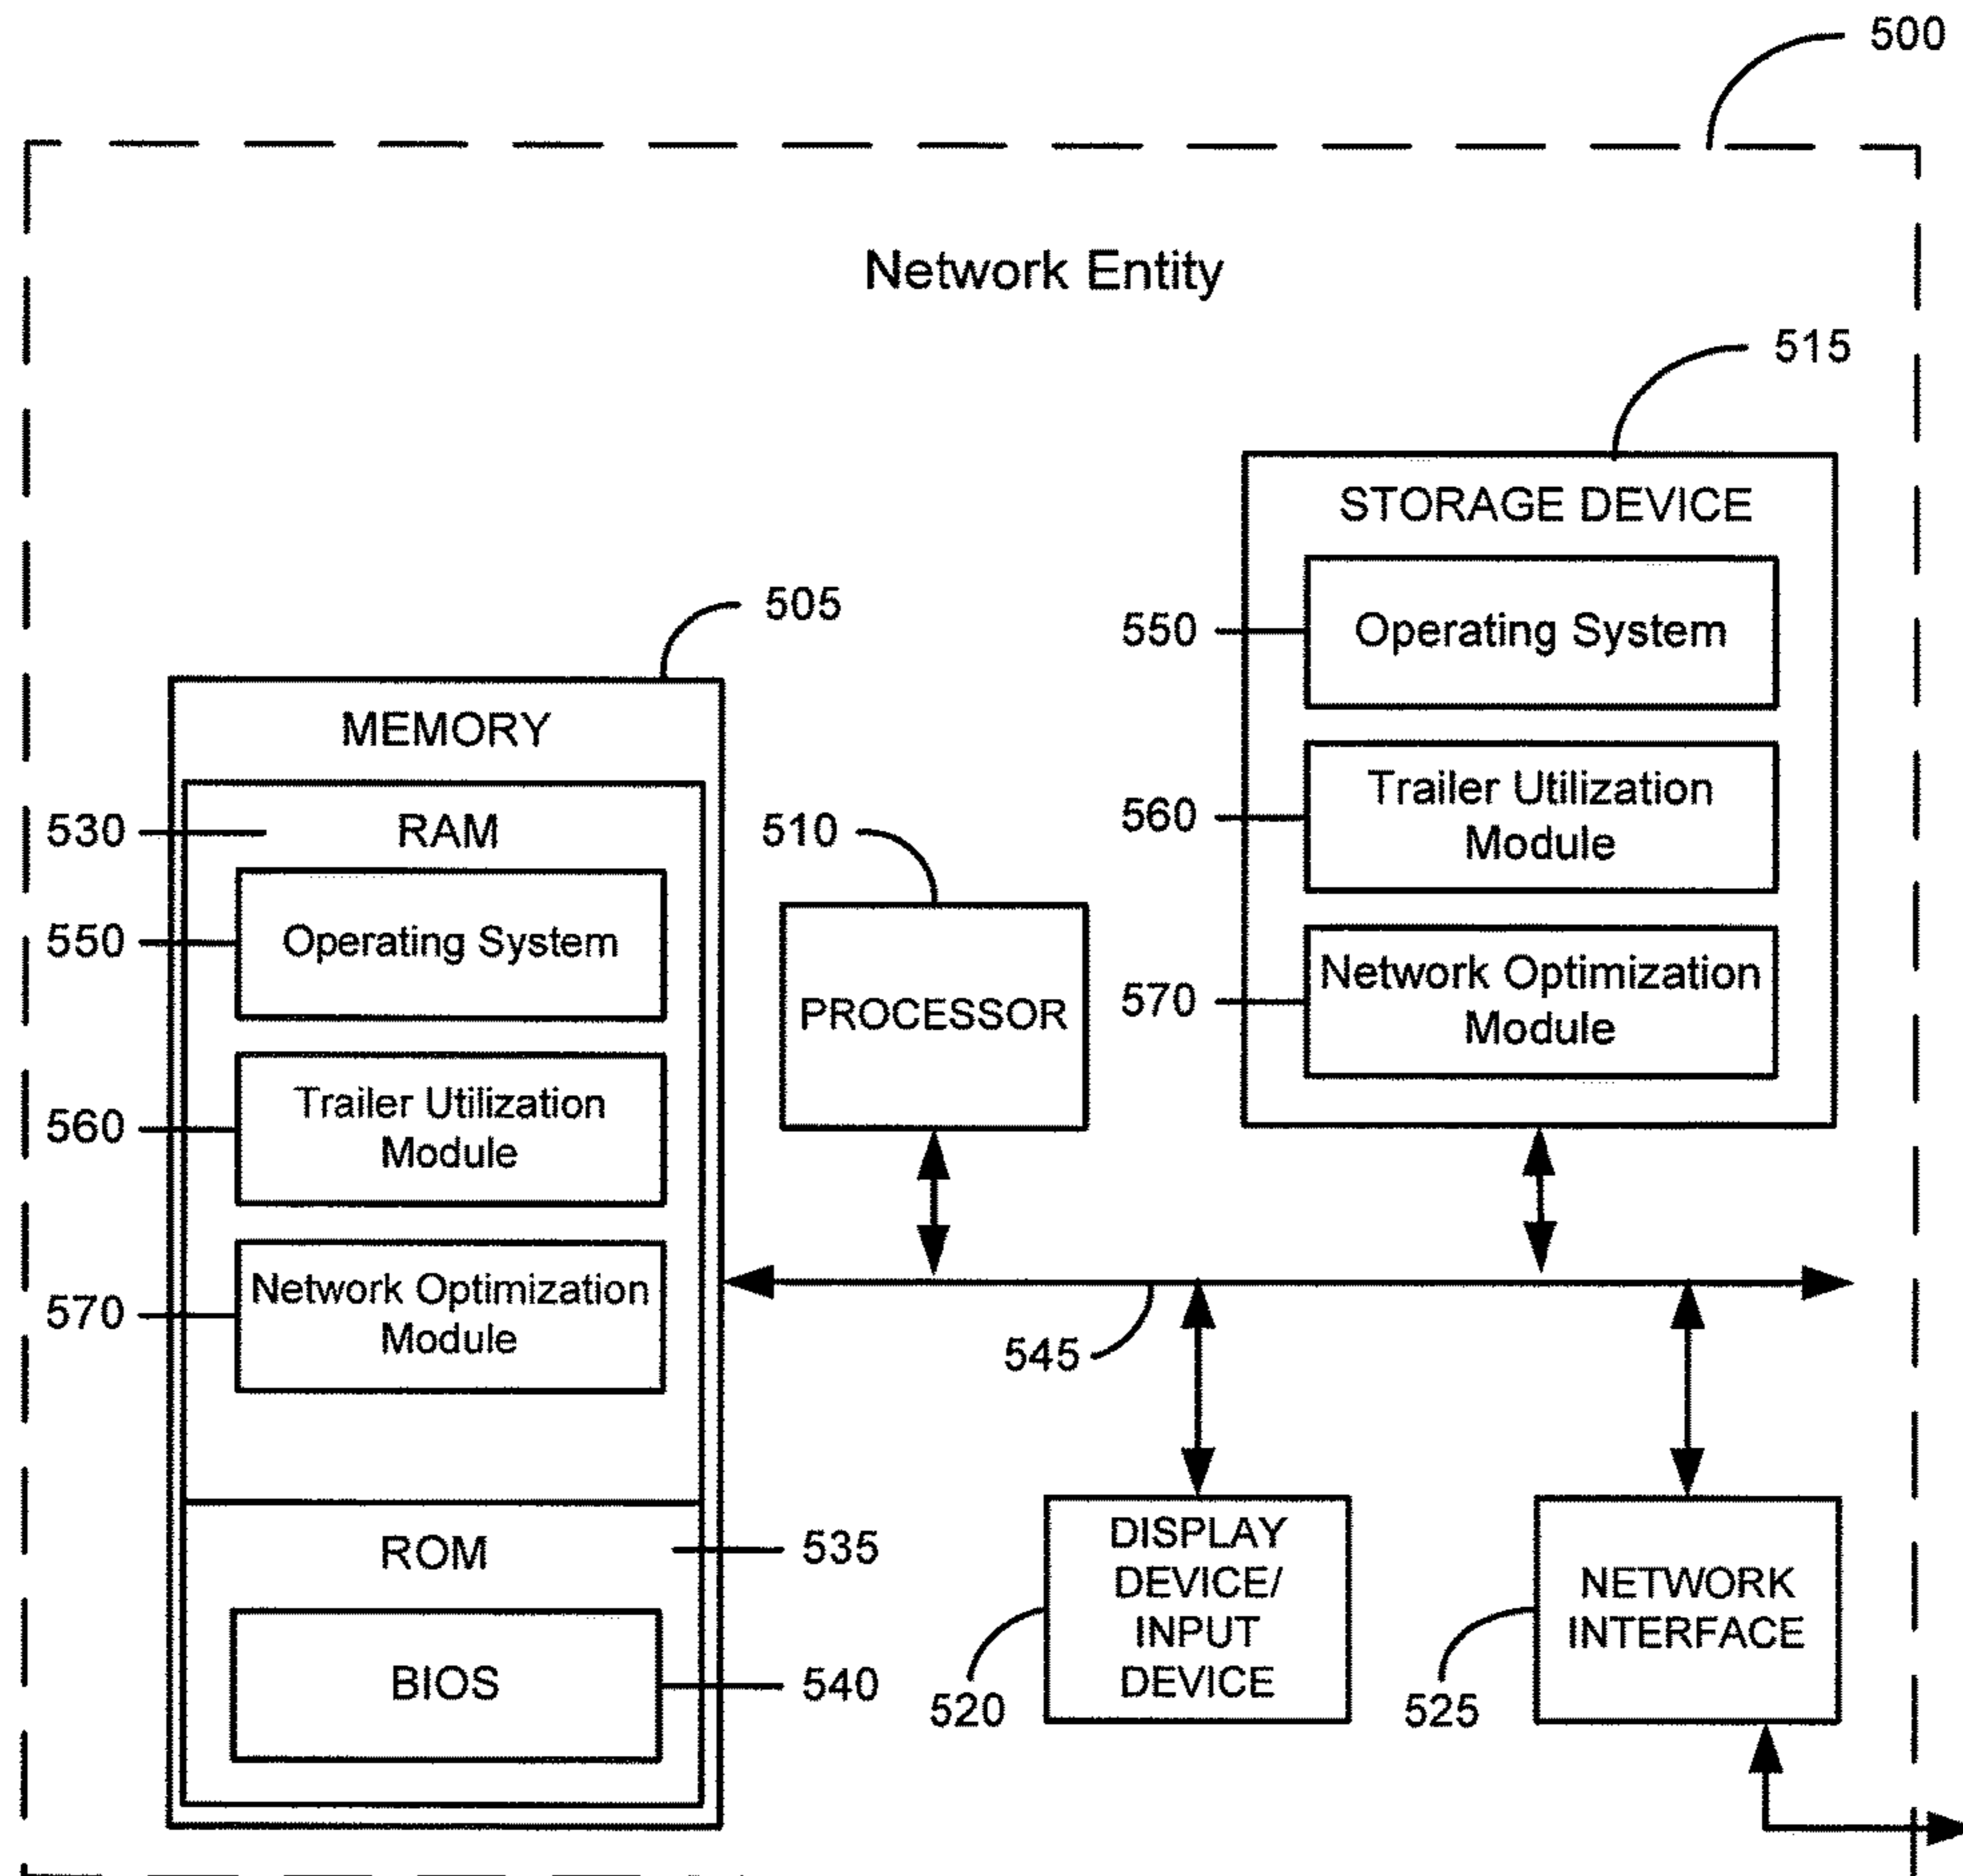 500
Network Entity
515
STORAGE DEVICE
550
Operating System
560
Trailer Utilization
Module
570
Network Optimization
Module
505
MEMORY
530
RAM
550
Operating System
560
Trailer Utilization
Module
570
Network Optimization
Module
ROM
535
BIOS
540
510
PROCESSOR
545
DISPLAY
DEVICE/
INPUT
DEVICE
520
NETWORK
INTERFACE
525